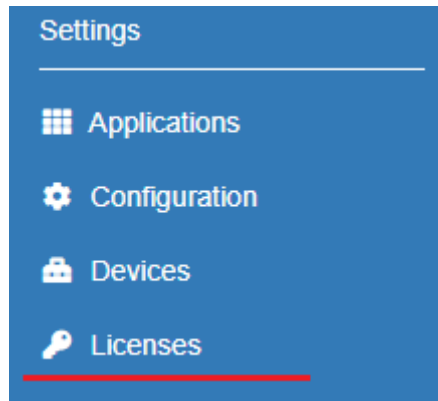 Settings
Applications
Configuration
Devices
Licenses